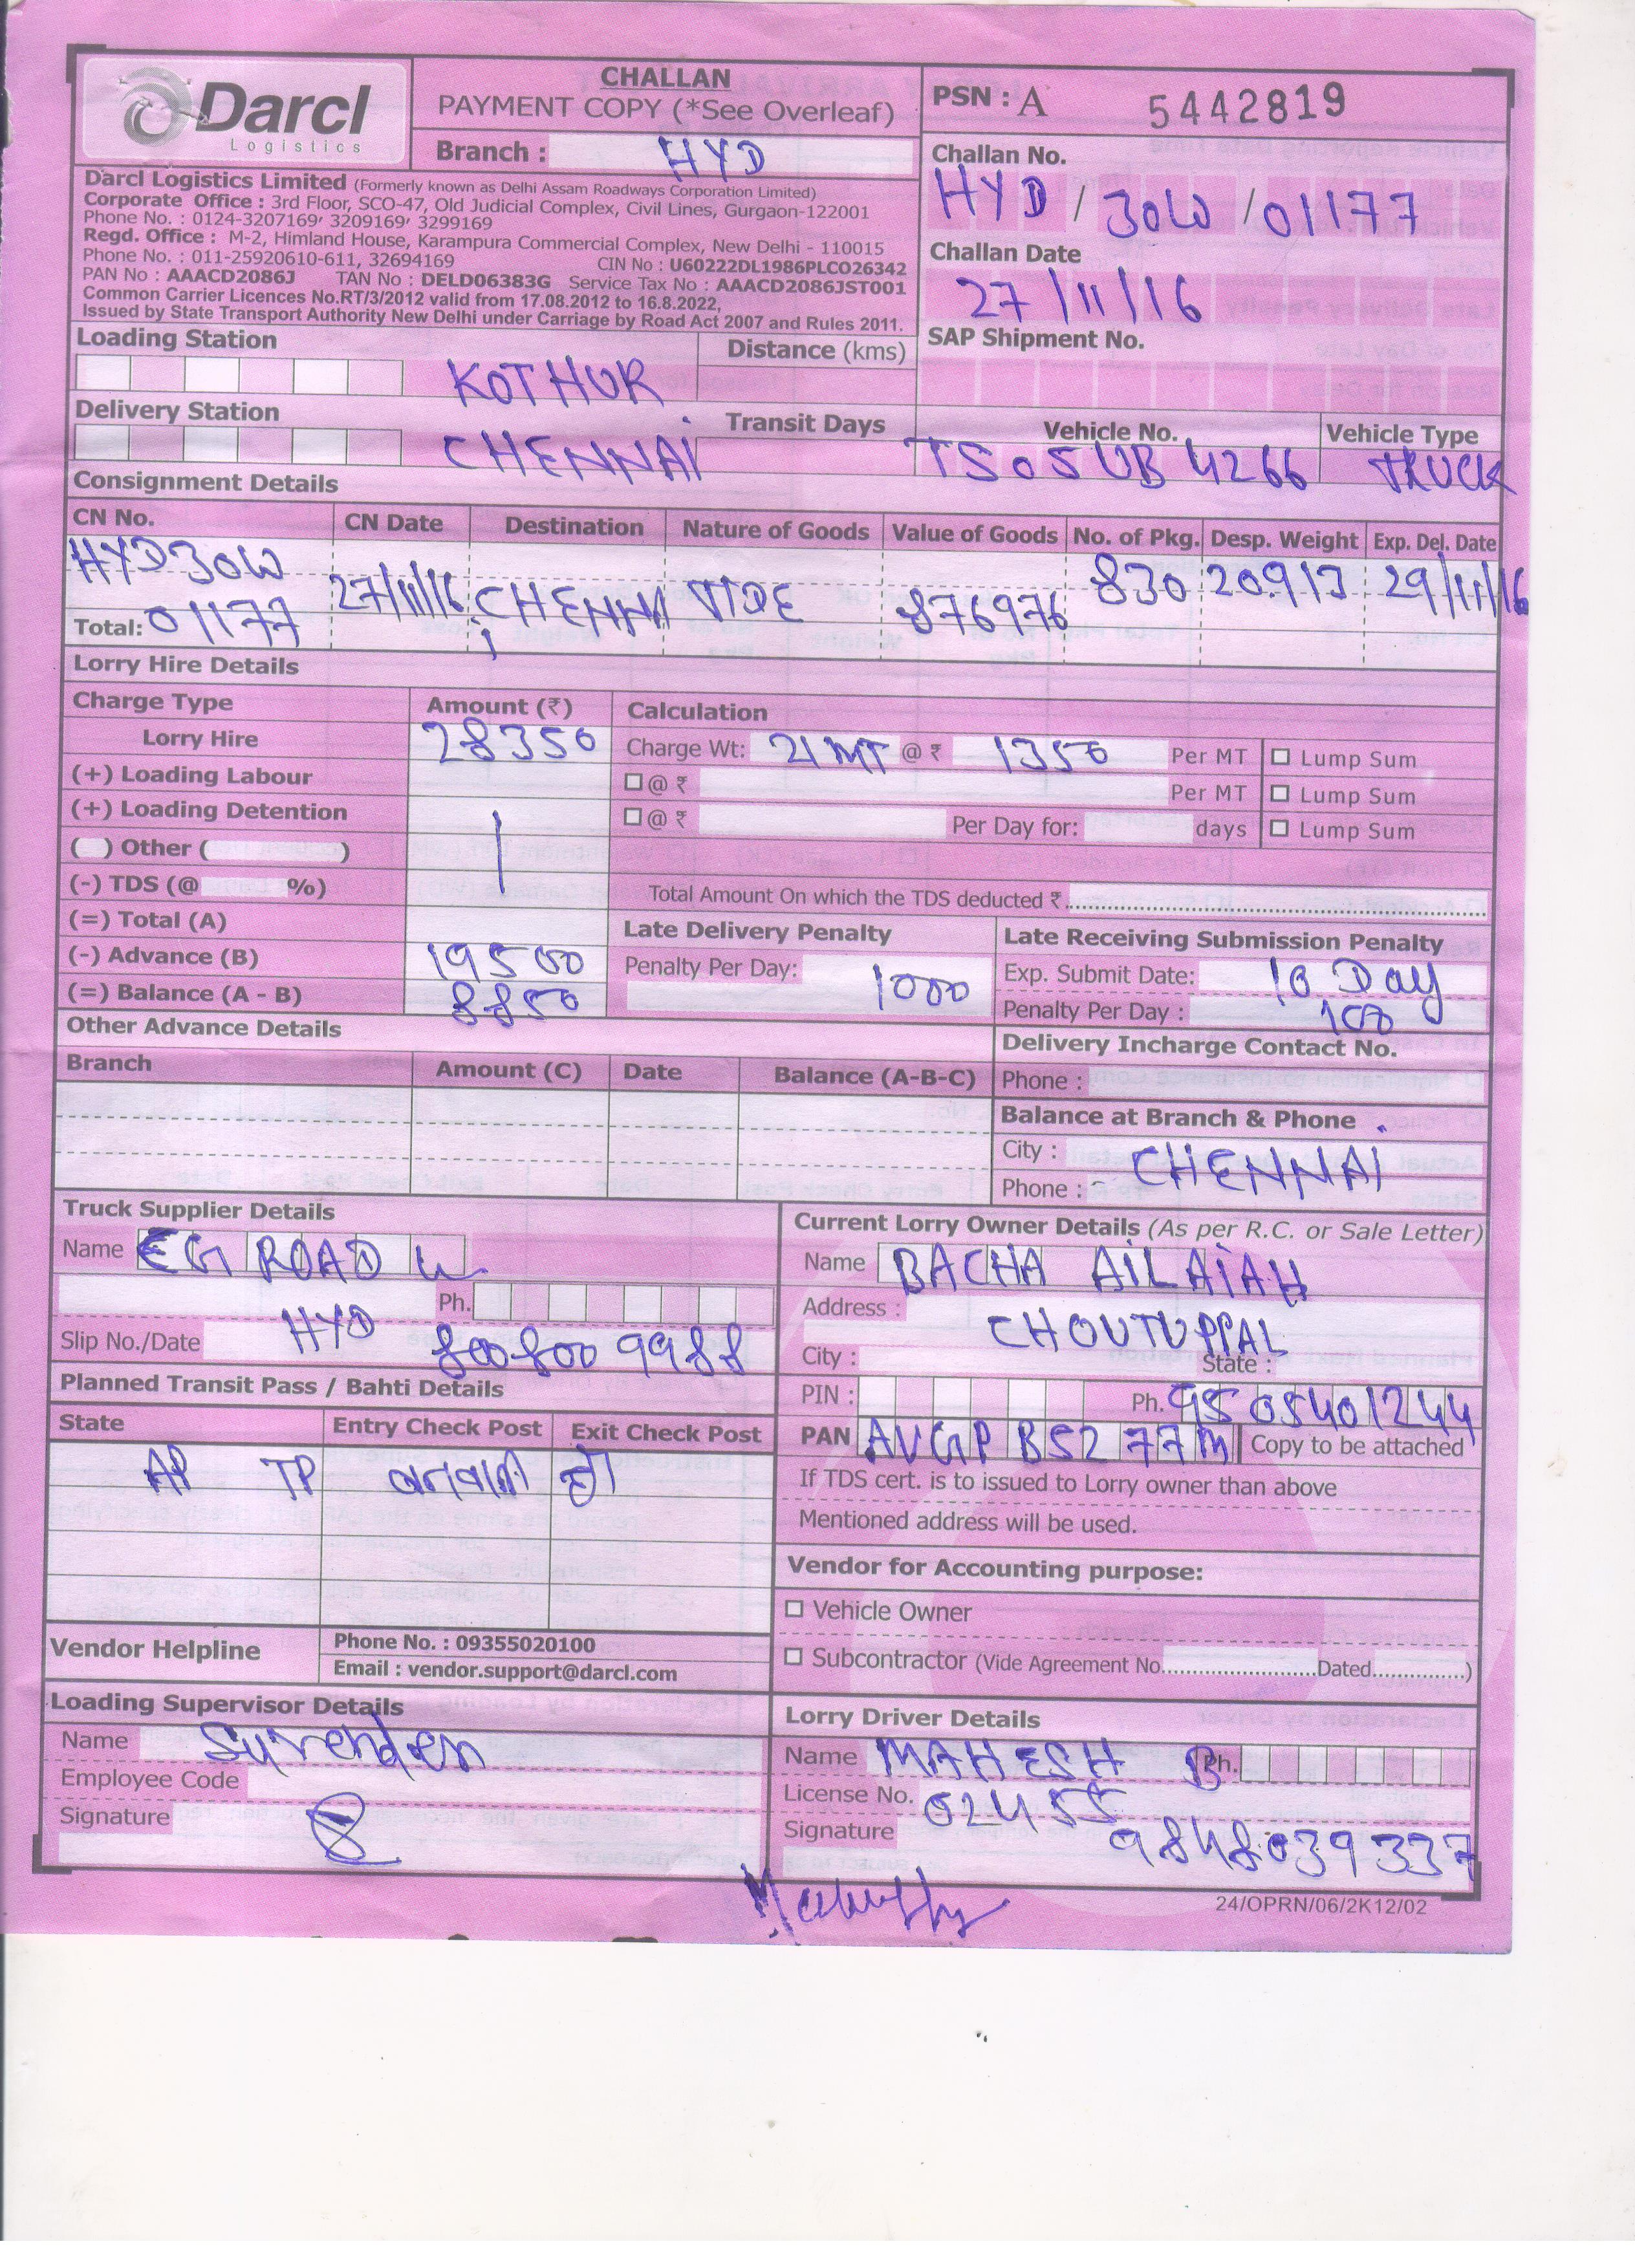 Darcl
Logistics
CHALLAN
PAYMENT COPY (*See Overleaf)
Branch : HYD
PSN : A 5442819
Challan No.
HYD / 30W / 01177
Challan Date
27/11/16
SAP Shipment No.
Darcl Logistics Limited (Formerly known as Delhi Assam Roadways Corporation Limited)
Corporate Office : 3rd Floor, SCO-47, Old Judicial Complex, Civil Lines, Gurgaon-122001
Phone No. : 0124-3207169, 3209169, 3299169
Regd. Office : M-2, Himland House, Karampura Commercial Complex, New Delhi - 110015
Phone No. : 011-25920610-611, 32694169 CIN No : U60222DL1986PLCO26342
PAN No : AAACD2086J TAN No : DELD06383G Service Tax No : AAACD2086JST001
Common Carrier Licences No.RT/3/2012 valid from 17.08.2012 to 16.8.2022,
Issued by State Transport Authority New Delhi under Carriage by Road Act 2007 and Rules 2011.
Loading Station KOTHUR Distance (kms)
Delivery Station CHENNAI Transit Days
Vehicle No. TS05UB 4266 Vehicle Type TRUCK
Consignment Details
CN No. CN Date Destination Nature of Goods Value of Goods No. of Pkg. Desp. Weight Exp. Del. Date
HYD30W 27/11/16 CHENNAi 876976 830 20.913 29/11/16
Total: 01177
Lorry Hire Details
Charge Type Amount (₹) Calculation
Lorry Hire 28350 Charge Wt: 21 MT @ ₹ 1350 Per MT Lump Sum
(+) Loading Labour @ ₹ Per MT Lump Sum
(+) Loading Detention @ ₹ Per Day for: days Lump Sum
( ) Other ( )
(-) TDS (@ %) Total Amount On which the TDS deducted ₹
(=) Total (A)
(-) Advance (B) 19500
(=) Balance (A - B) 8850
Late Delivery Penalty
Penalty Per Day: 1000
Late Receiving Submission Penalty
Exp. Submit Date: 10 Day
Penalty Per Day : 100
Other Advance Details
Branch Amount (C) Date Balance (A-B-C)
Delivery Incharge Contact No.
Phone :
Balance at Branch & Phone
City : CHENNAI
Phone :
Truck Supplier Details
Name EG ROAD
Ph.
HYD
Slip No./Date 8008009988
Current Lorry Owner Details (As per R.C. or Sale Letter)
Name BACHA AiLAiAH
Address : CHOUTUPPAL
City : State :
PIN : Ph. 9505401244
PAN AVGPB5277M Copy to be attached
If TDS cert. is to issued to Lorry owner than above
Mentioned address will be used.
Planned Transit Pass / Bahti Details
State Entry Check Post Exit Check Post
AP TP
Vendor for Accounting purpose:
Vehicle Owner
Subcontractor (Vide Agreement No..........................Dated...............)
Vendor Helpline
Phone No. : 09355020100
Email : vendor.support@darcl.com
Loading Supervisor Details
Name Surender
Employee Code
Signature
Lorry Driver Details
Name MAHESH B Ph.
License No. 02455
Signature 9848039337
24/OPRN/06/2K12/02